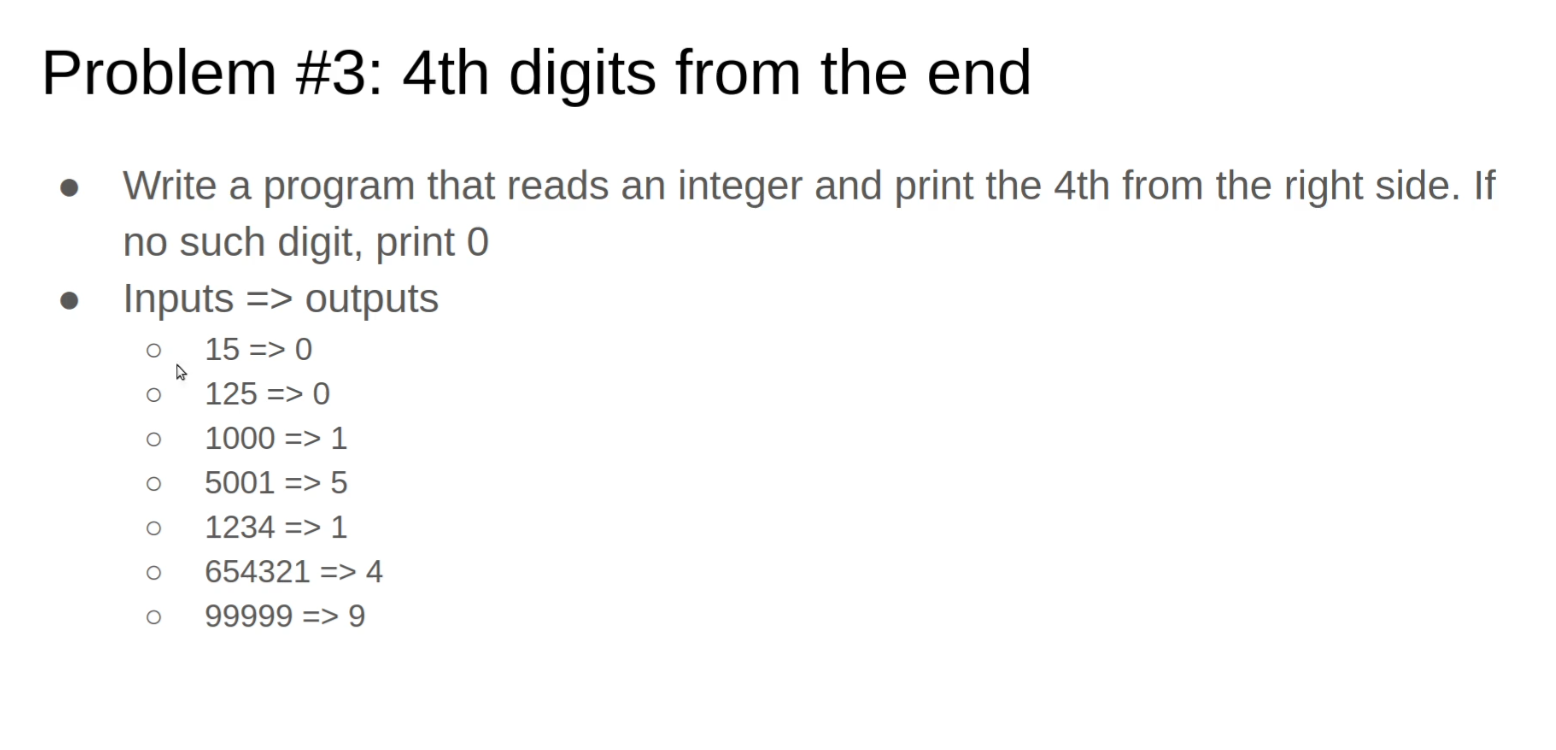 Problem #3: 4th digits from the end
● Write a program that reads an integer and print the 4th from the right side. If
no such digit, print 0
● Inputs => outputs
○ 15 => 0
○ 125 => 0
○ 1000 => 1
○ 5001 => 5
○ 1234 => 1
○ 654321 => 4
○ 99999 => 9